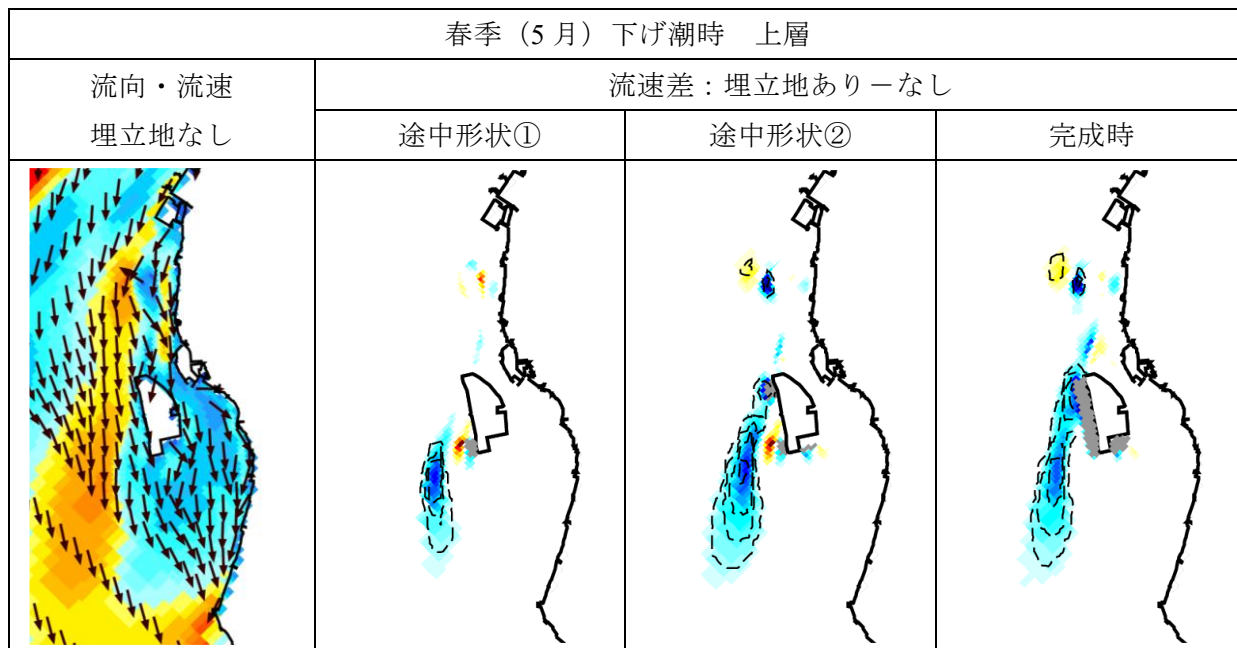 春季（5 月）下げ潮時　上層
流向・流速
埋立地なし
流速差：埋立地あり－なし
途中形状①
途中形状②
完成時